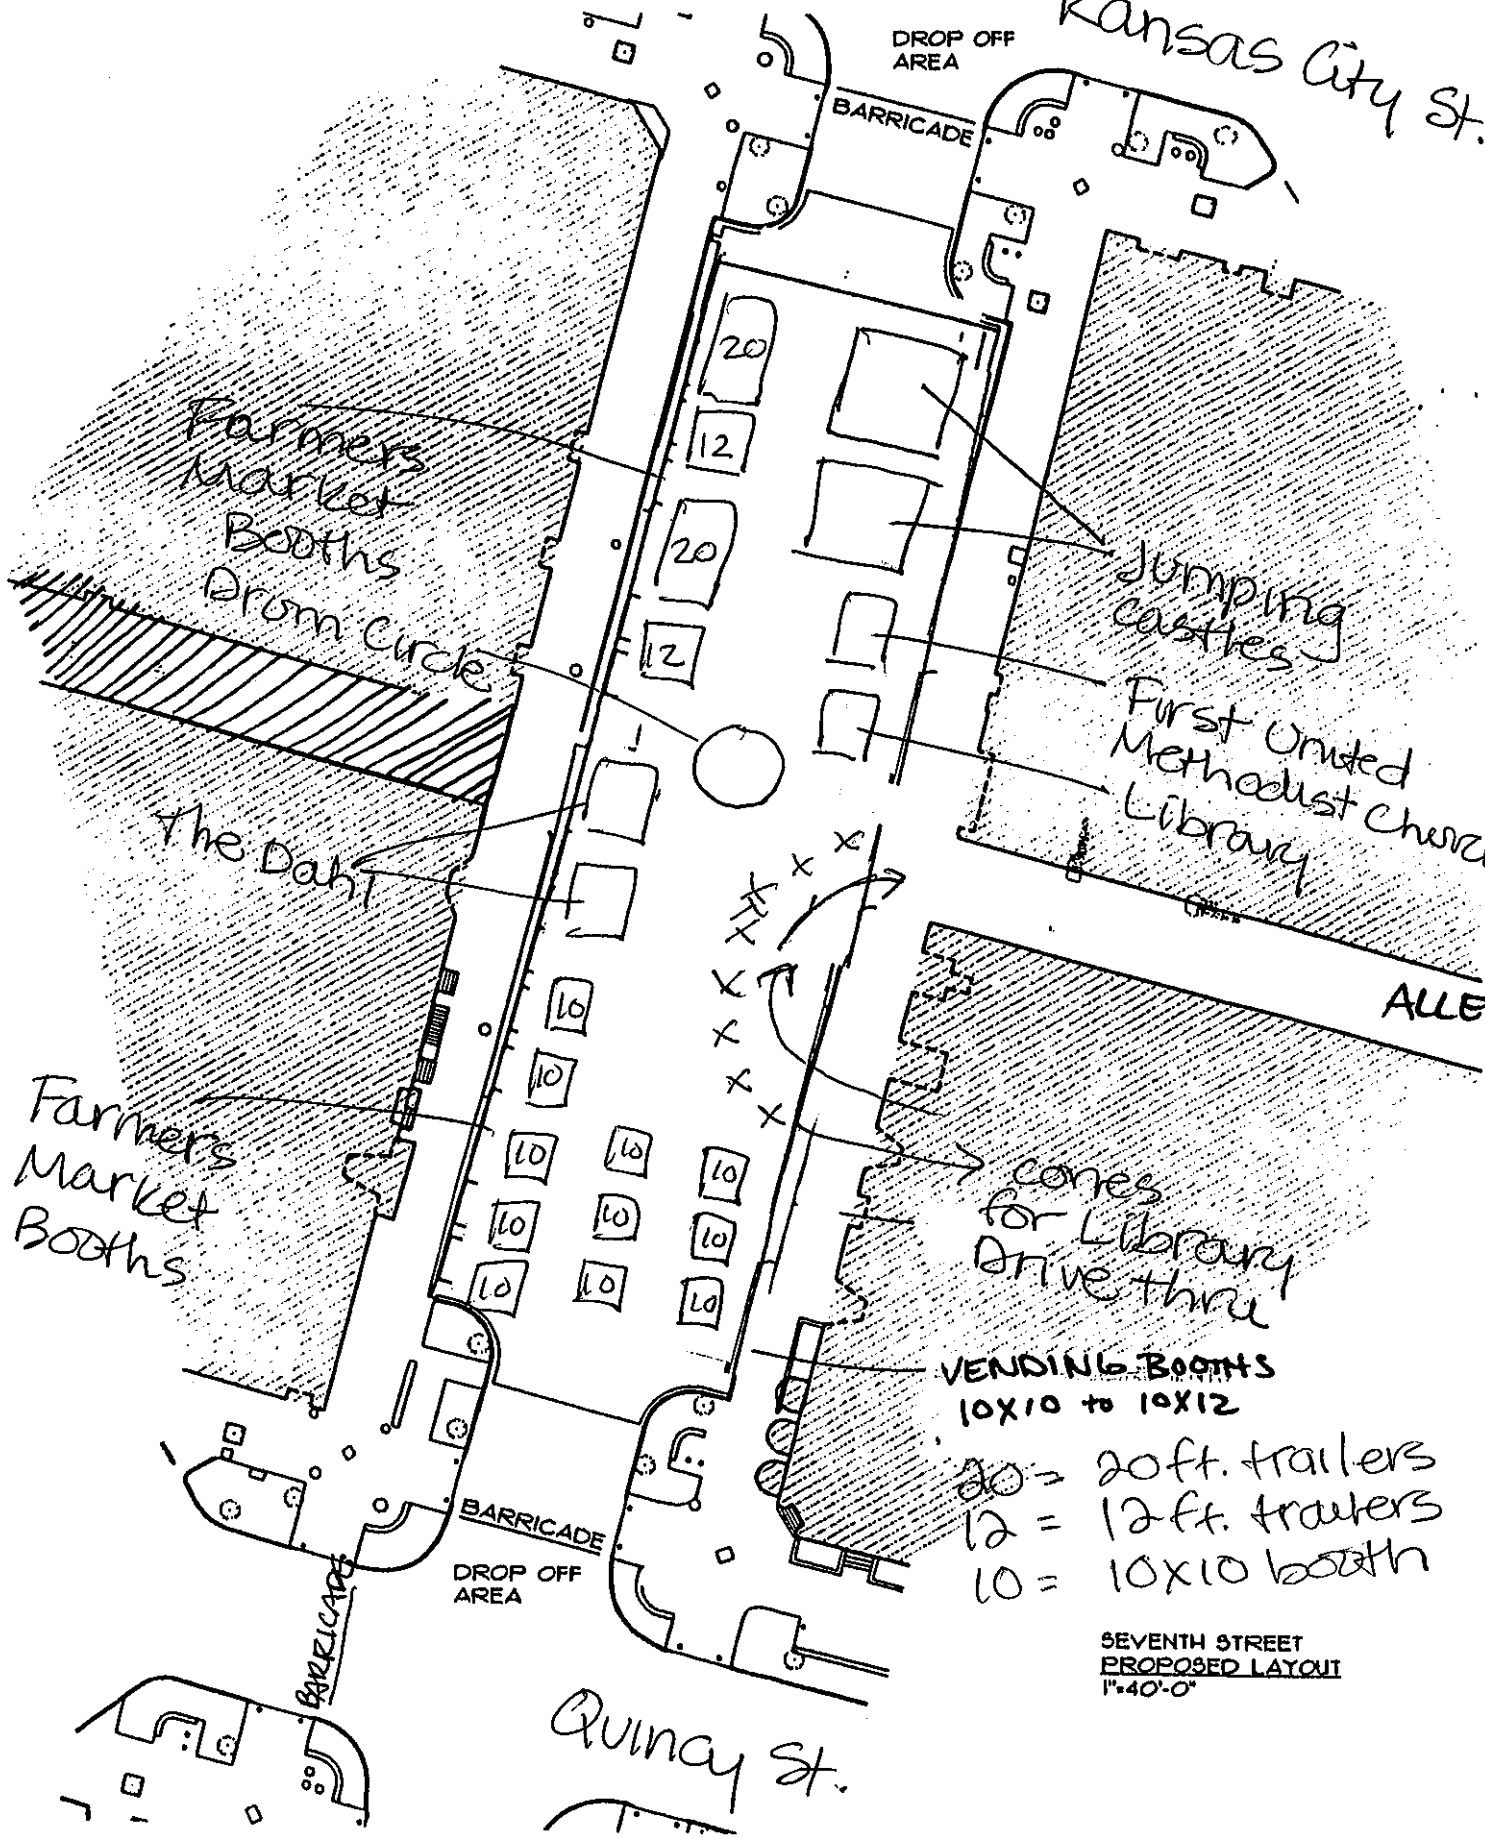 Kansas City St.
DROP OFF
AREA
BARRICADE
20
12
20
12
Farmers
Market
Booths
Drum Circle
Jumping
Castles
First United
Methodist
Library
The Dahl
ALLE
10
10
10
10
10
10
10
10
10
10
10
Farmers
Market
Booths
cones
for Library
Drive thru
VENDING BOOTHS
10X10 to 10X12
20 = 20ft. trailers
12 = 12ft. trailers
10 = 10X10 booth
BARRICADE
DROP OFF
AREA
BARRICADE
SEVENTH STREET
PROPOSED LAYOUT
1"=40'-0"
Quincy St.